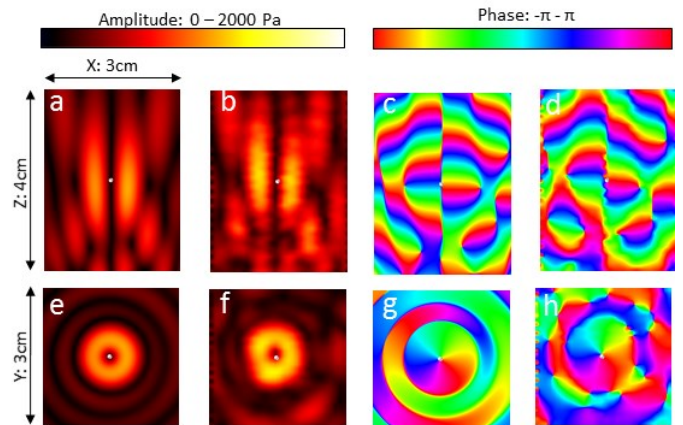 Amplitude: 0 – 2000 Pa
Phase: -π - π
X: 3cm
a
b
c
d
Z: 4cm
e
f
g
h
Y: 3cm